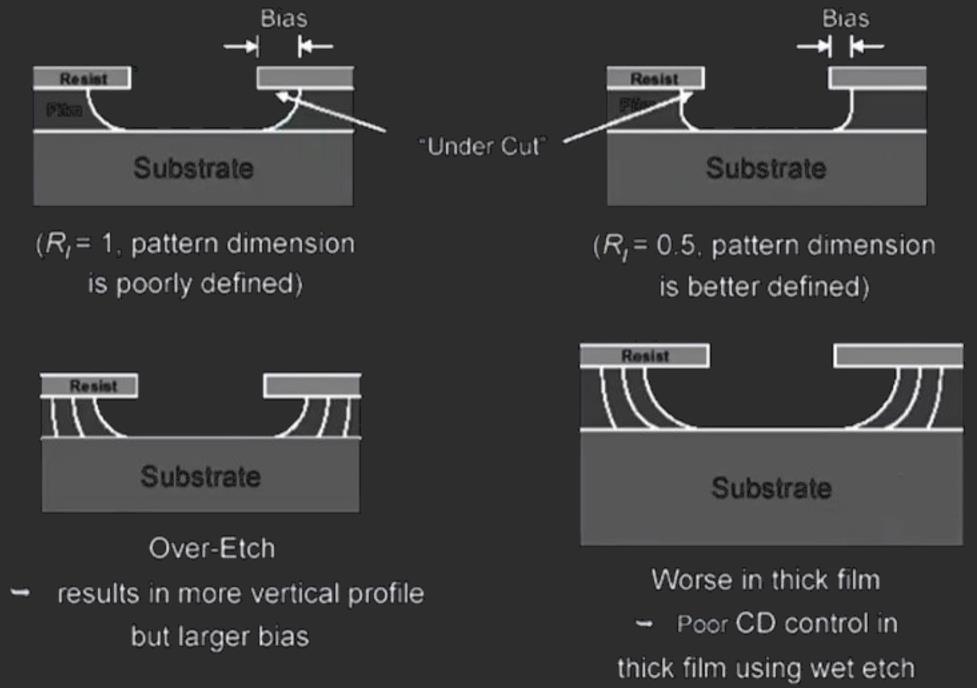 Bias
Bias
Resist
Resist
Film
Film
"Under Cut"
Substrate
Substrate
(Rl = 1, pattern dimension
is poorly defined)
(Rl = 0.5, pattern dimension
is better defined)
Resist
Resist
Substrate
Substrate
Over-Etch
– results in more vertical profile
but larger bias
Worse in thick film
– Poor CD control in
thick film using wet etch